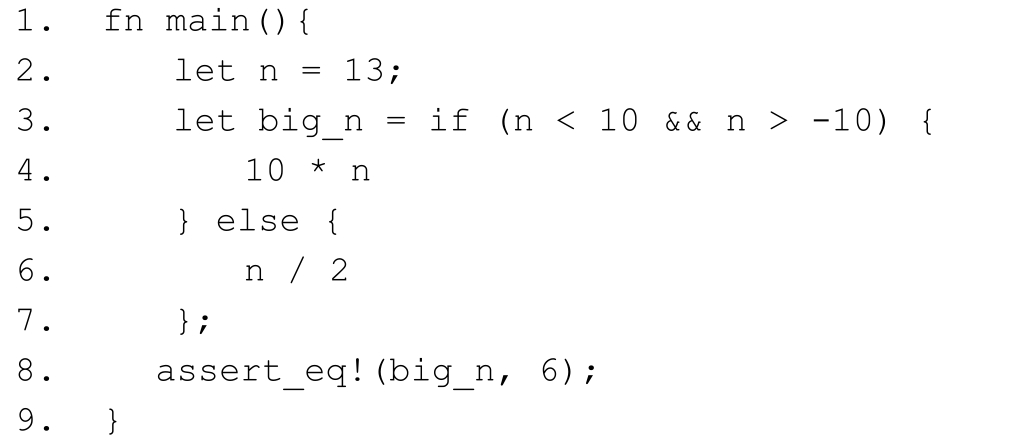 1. fn main(){
2. let n = 13;
3. let big_n = if (n < 10 && n > -10) {
4. 10 * n
5. } else {
6. n / 2
7. };
8. assert_eq!(big_n, 6);
9. }